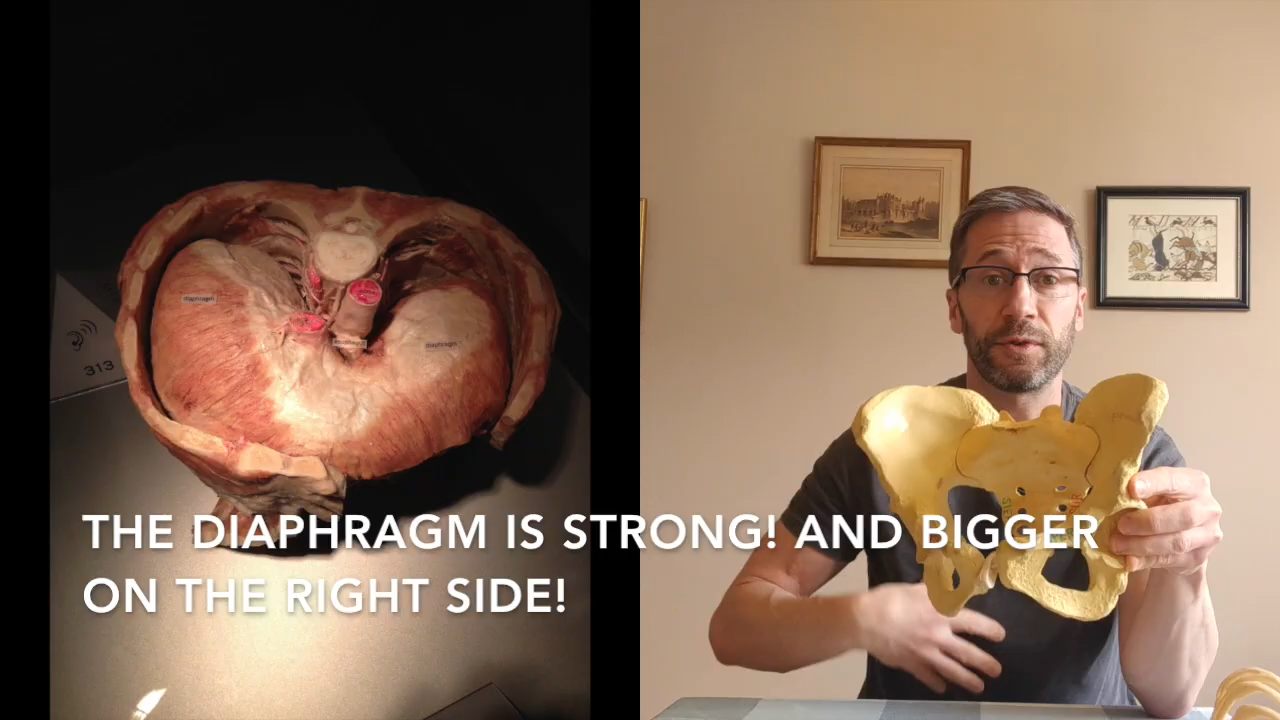 diaphragm
diaphragm
313
THE DIAPHRAGM IS STRONG! AND BIGGER
ON THE RIGHT SIDE!